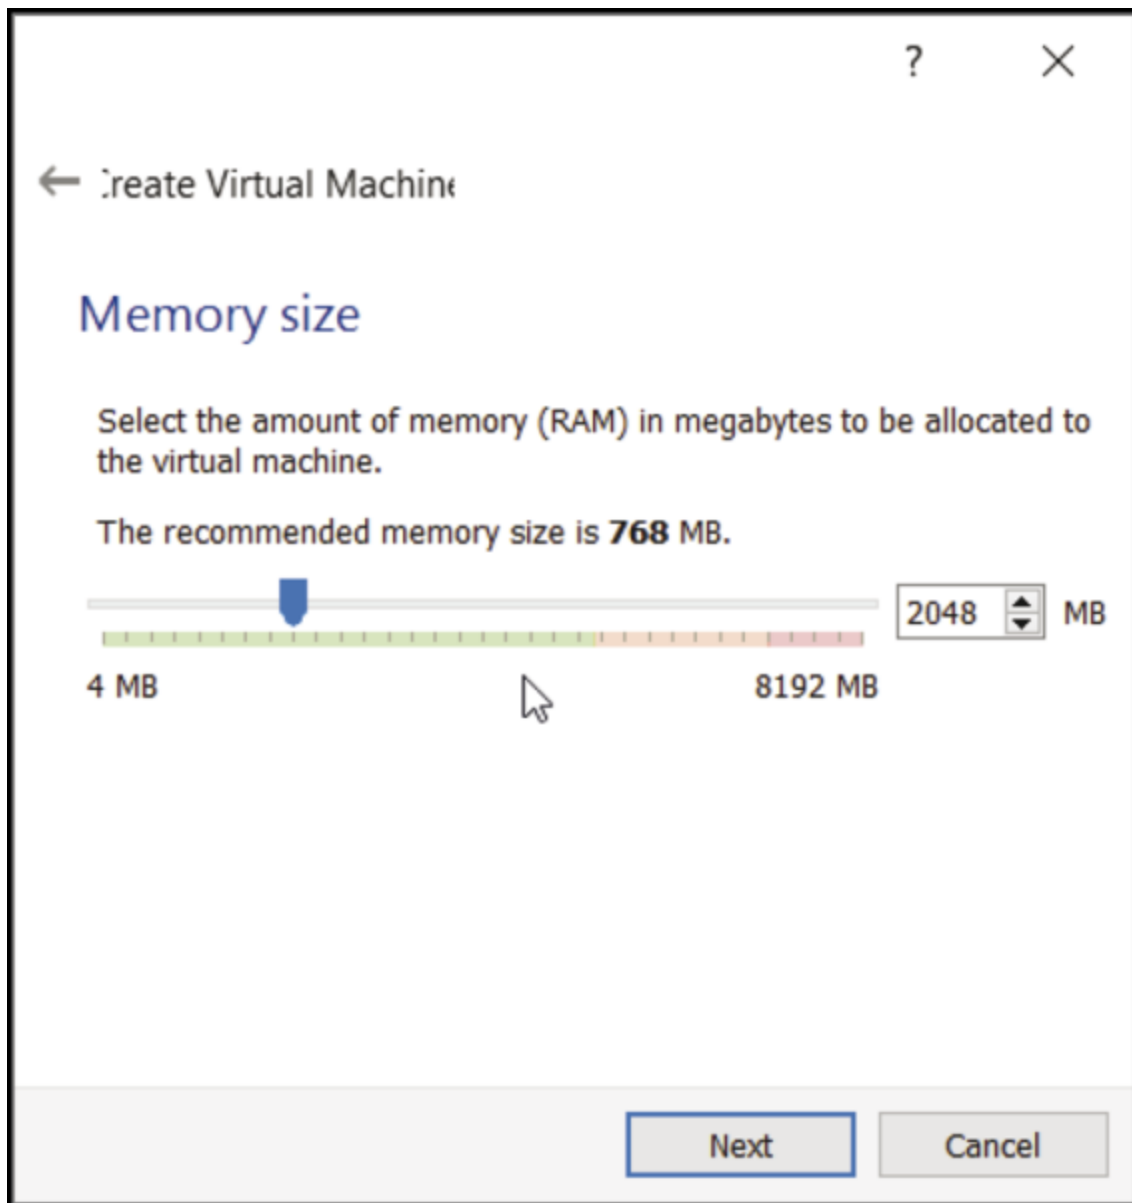 ?
Create Virtual Machine
Memory size
Select the amount of memory (RAM) in megabytes to be allocated to
the virtual machine.
The recommended memory size is 768 MB.
2048 MB
4 MB 8192 MB
Next Cancel